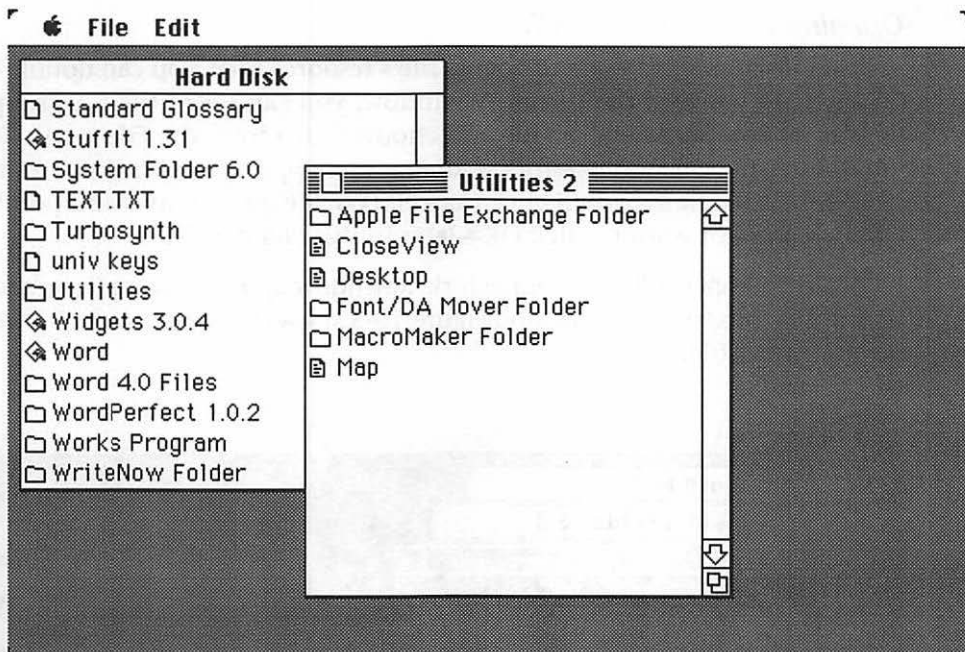 File Edit
Hard Disk
Standard Glossary
StuffIt 1.31
System Folder 6.0
TEXT.TXT
Turbosynth
univ keys
Utilities
Widgets 3.0.4
Word
Word 4.0 Files
WordPerfect 1.0.2
Works Program
WriteNow Folder
Utilities 2
Apple File Exchange Folder
CloseView
Desktop
Font/DA Mover Folder
MacroMaker Folder
Map